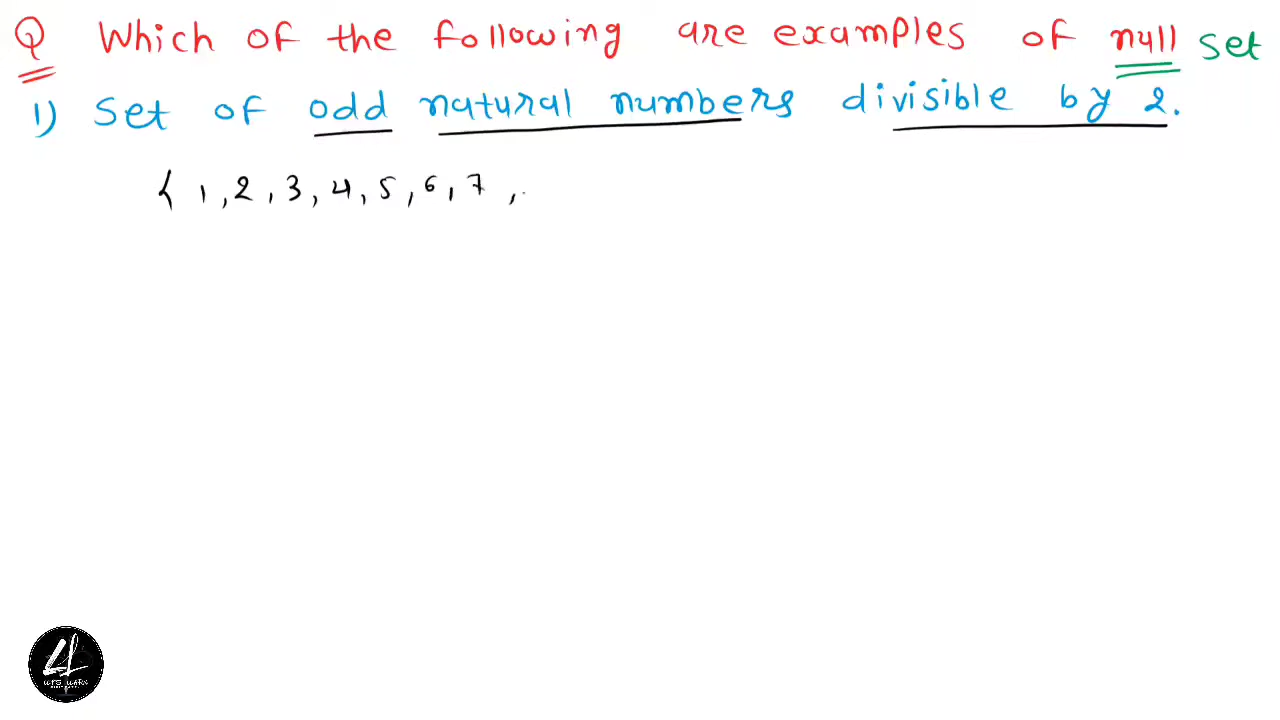 Q Which of the following are examples of null set
1) Set of odd natural numbers divisible by 2.
{ 1, 2, 3, 4, 5, 6, 7,